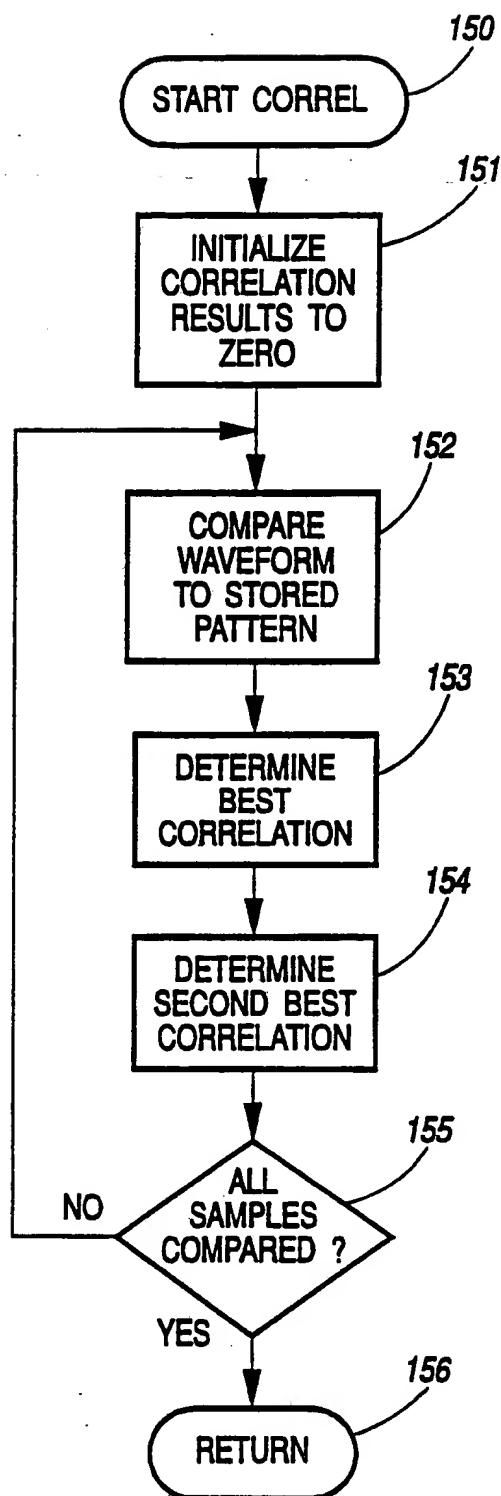 150
START CORREL
151
INITIALIZE
CORRELATION
RESULTS TO
ZERO
152
COMPARE
WAVEFORM
TO STORED
PATTERN
153
DETERMINE
BEST
CORRELATION
154
DETERMINE
SECOND BEST
CORRELATION
155
ALL
SAMPLES
COMPARED ?
NO
YES
156
RETURN